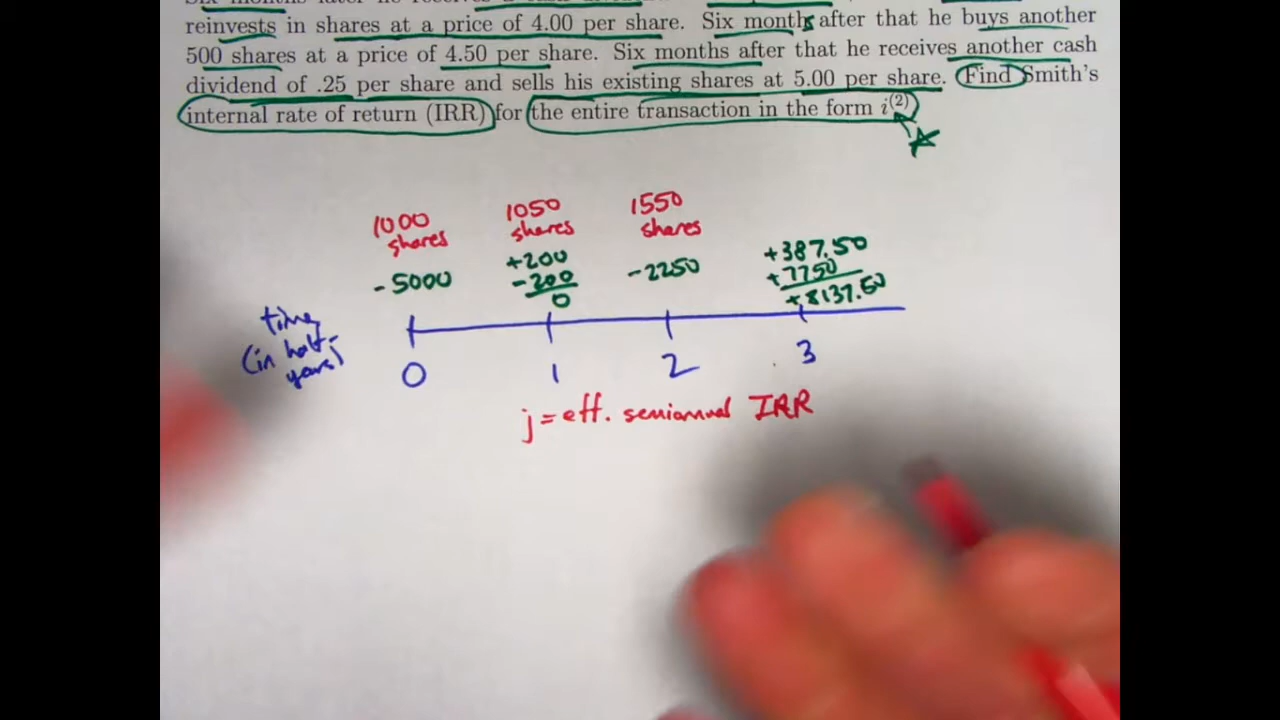 reinvests in shares at a price of 4.00 per share. Six months after that he buys another
500 shares at a price of 4.50 per share. Six months after that he receives another cash
dividend of .25 per share and sells his existing shares at 5.00 per share. Find Smith's
internal rate of return (IRR) for the entire transaction in the form i(2)
1000 shares
1050 shares
1550 shares
-5000
+200
-200
0
-2250
+387.50
+7750
+8137.50
time
(in half-
years)
0 1 2 3
j = eff. semiannual IRR